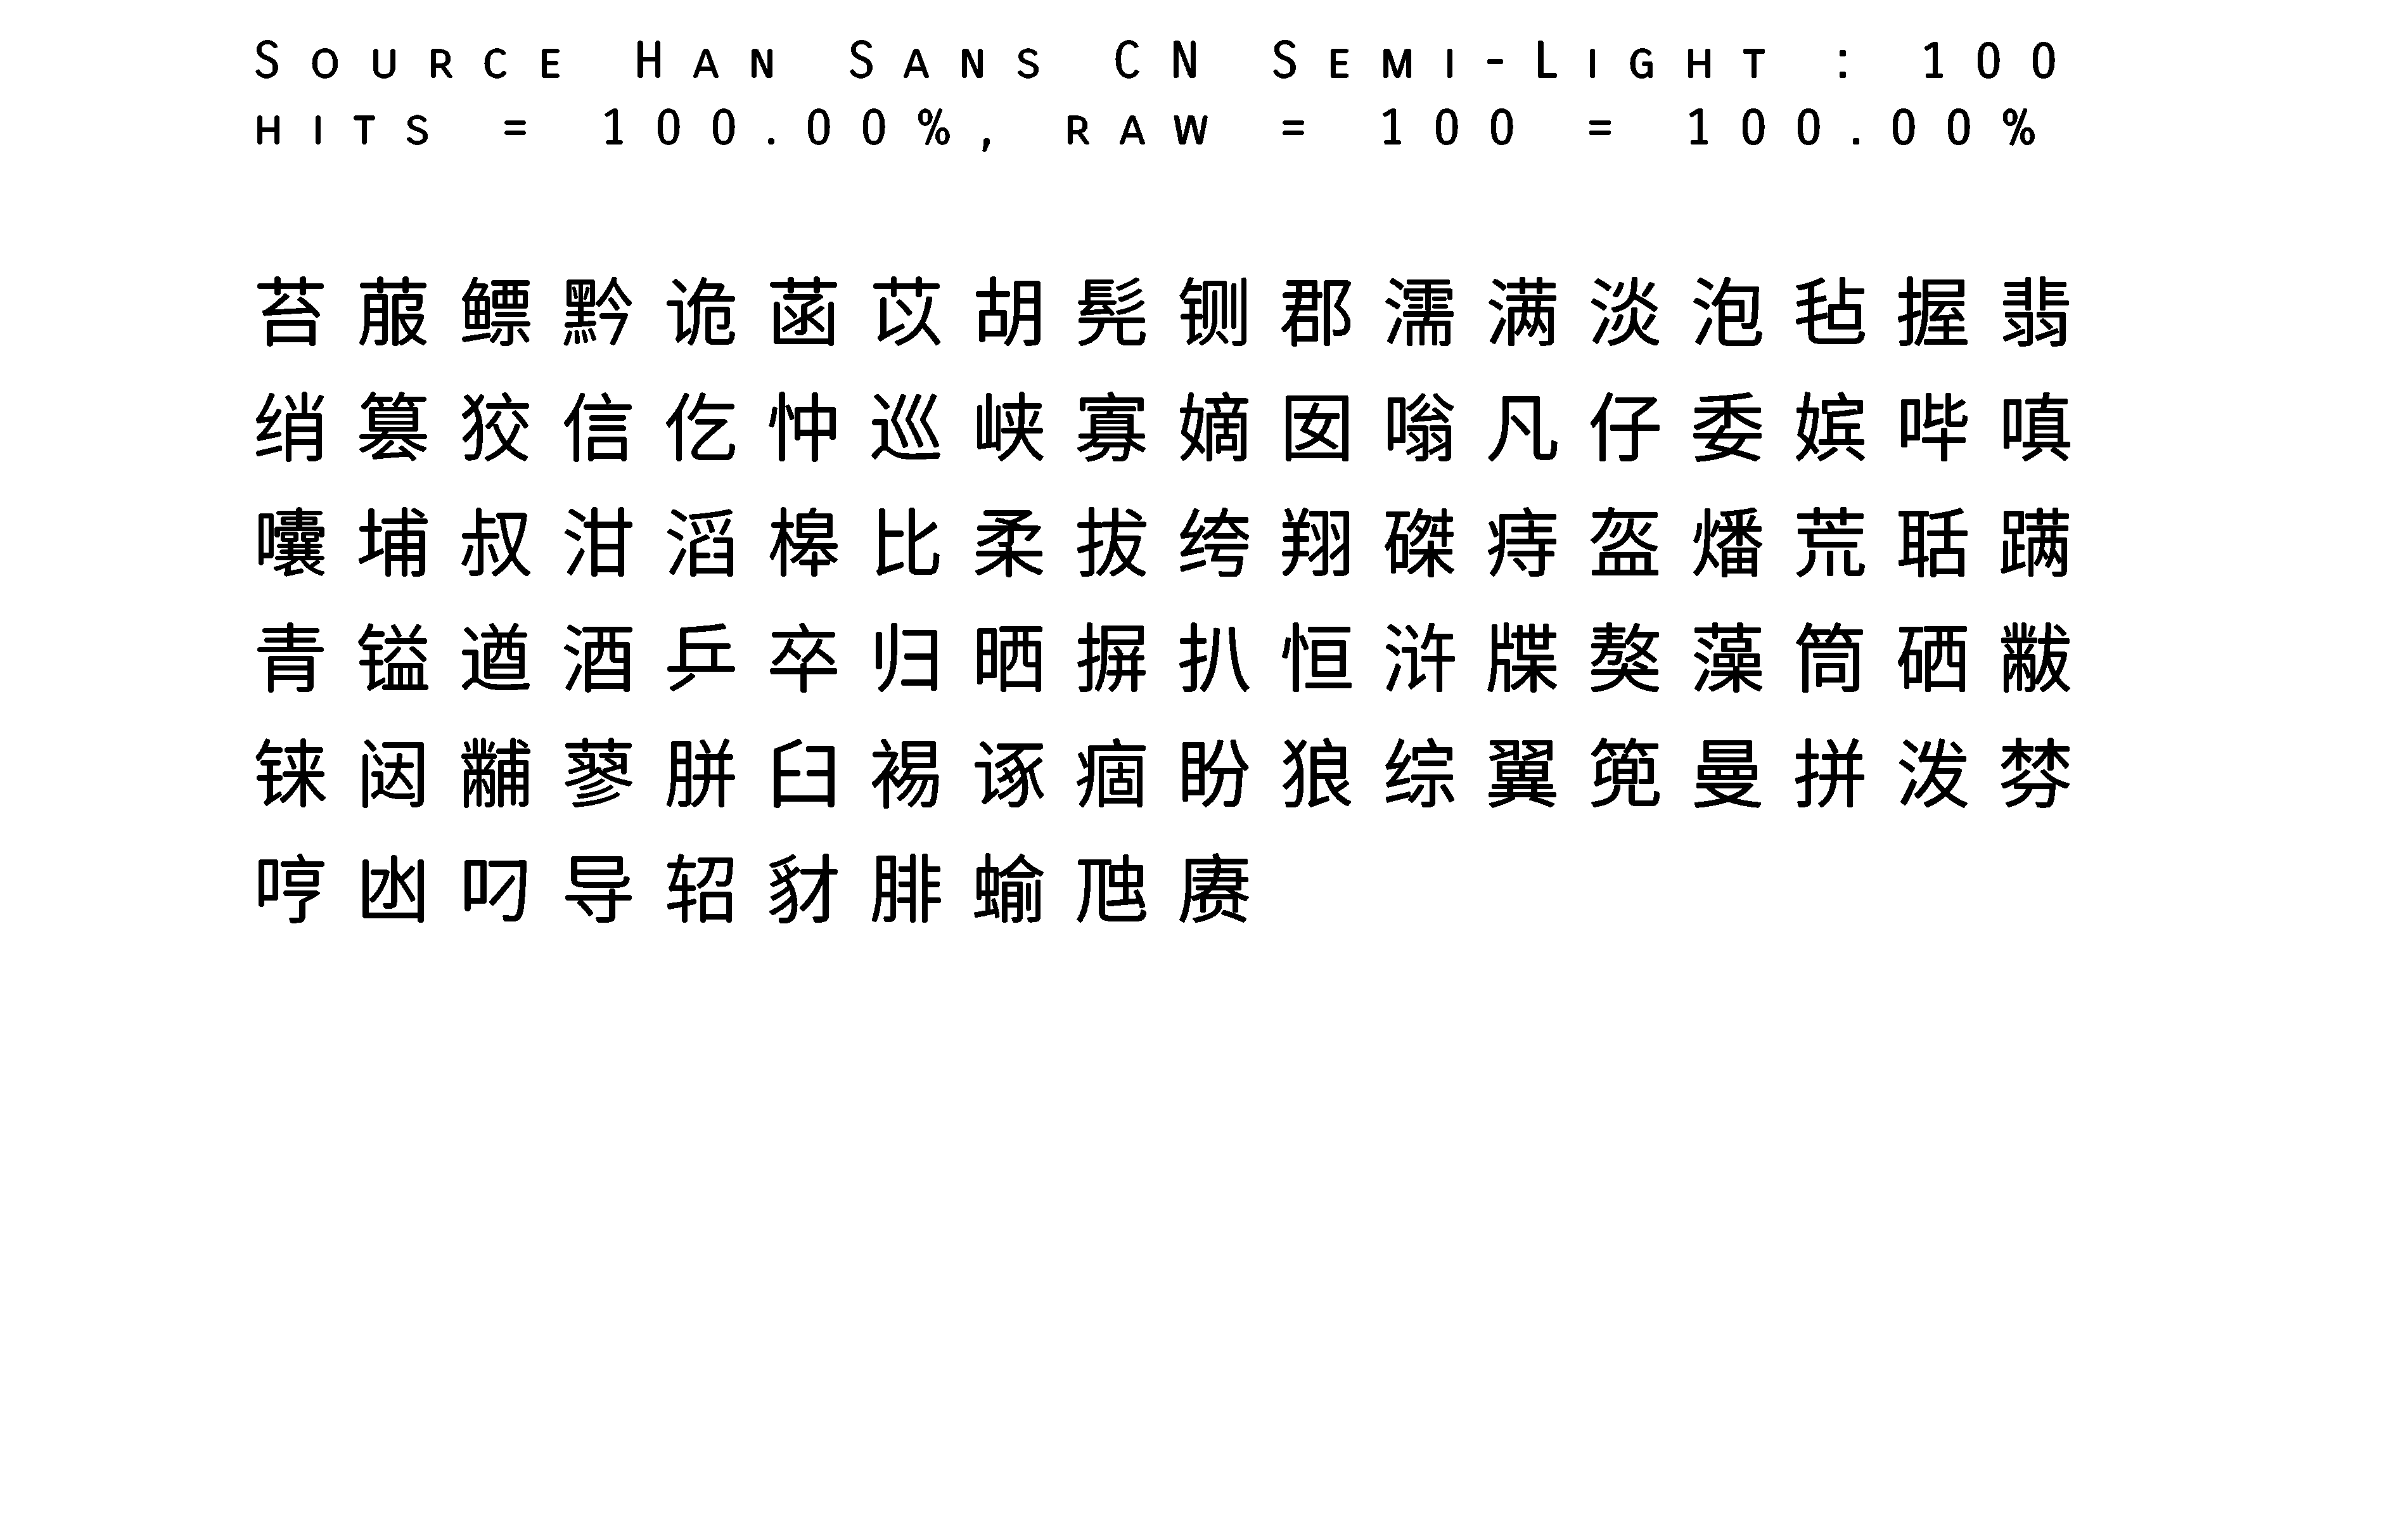 Source Han Sans CN Semi-Light : 100
hits = 100.00%, raw = 100 = 100.00%
苔菔鳔黔诡菡苡胡髡铡郡濡满淡泡毡握翡
绡纂狡信仡忡巡峡寡嫡囡嗡凡仔委嫔哔嗔
囔埔叔泔滔槔比柔拔绔翔磔痔盔燔荒聒蹒
青镒遒酒乒卒归晒摒扒恒浒牒獒藻筒硒黻
铼闼黼蓼胼臼裼诼痼盼狼综翼篼曼拼泼棼
哼凼叼导轺豺腓蝓虺赓